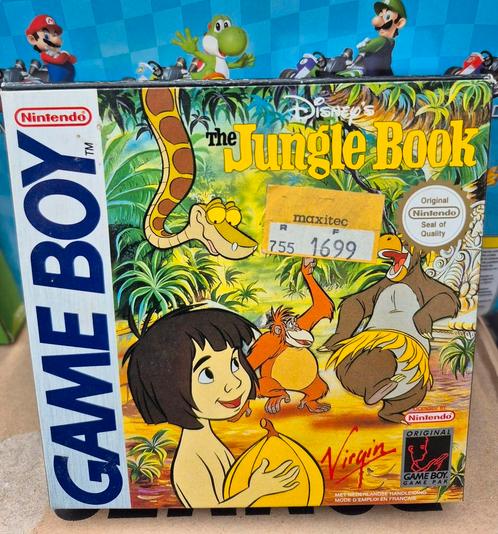 Nintendo
GAME BOY
TM
Disney's
The Jungle Book
maxitec
R F
755 1699
Original
Nintendo
Seal of
Quality
Virgin
Nintendo
ORIGINAL
GAME BOY
GAME PAK
MET NEDERLANDSE HANDLEIDING
MODE D'EMPLOI EN FRANCAIS